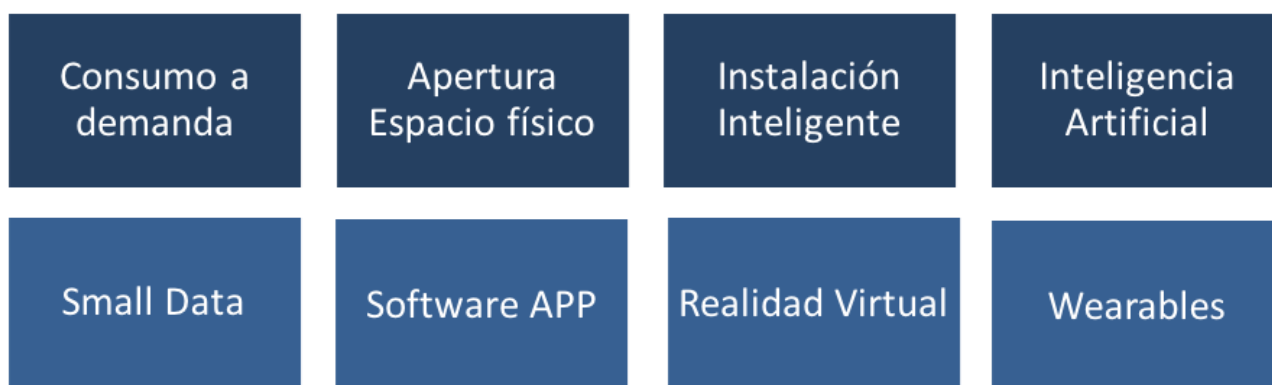 Consumo a
demanda
Apertura
Espacio físico
Instalación
Inteligente
Inteligencia
Artificial
Small Data
Software APP
Realidad Virtual
Wearables